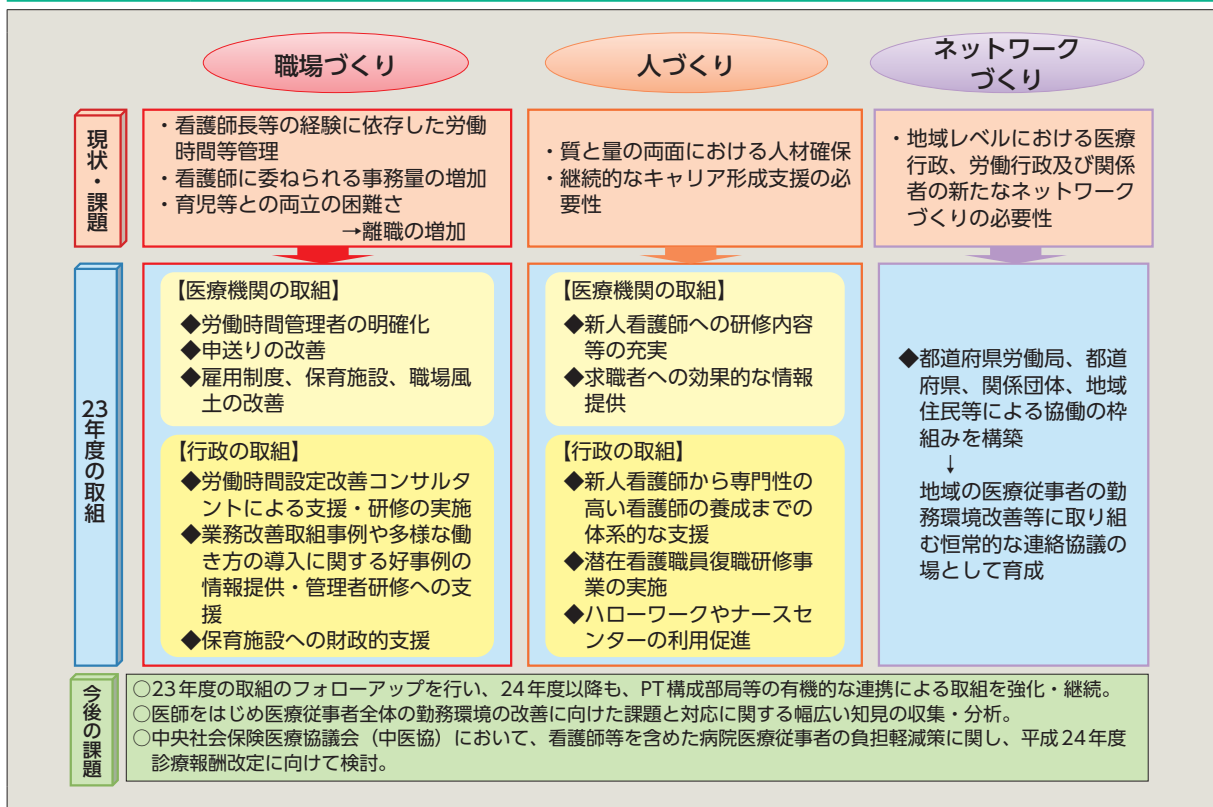 職場づくり
人づくり
ネットワーク
づくり
現状・課題
・看護師長等の経験に依存した労働
時間等管理
・看護師に委ねられる事務量の増加
・育児等との両立の困難さ
→離職の増加
・質と量の両面における人材確保
・継続的なキャリア形成支援の必
要性
・地域レベルにおける医療
行政、労働行政及び関係
者の新たなネットワーク
づくりの必要性
23年度の取組
【医療機関の取組】
◆労働時間管理者の明確化
◆申送りの改善
◆雇用制度、保育施設、職場風
土の改善
【行政の取組】
◆労働時間設定改善コンサルタ
ントによる支援・研修の実施
◆業務改善取組事例や多様な働
き方の導入に関する好事例の
情報提供・管理者研修への支
援
◆保育施設への財政的支援
【医療機関の取組】
◆新人看護師への研修内容
等の充実
◆求職者への効果的な情報
提供
【行政の取組】
◆新人看護師から専門性の
高い看護師の養成までの
体系的な支援
◆潜在看護職員復職研修事
業の実施
◆ハローワークやナースセ
ンターの利用促進
◆都道府県労働局、都道
府県、関係団体、地域
住民等による協働の枠
組みを構築
↓
地域の医療従事者の勤
務環境改善等に取り組
む恒常的な連絡協議の
場として育成
今後の課題
○23年度の取組のフォローアップを行い、24年度以降も、PT構成部局等の有機的な連携による取組を強化・継続。
○医師をはじめ医療従事者全体の勤務環境の改善に向けた課題と対応に関する幅広い知見の収集・分析。
○中央社会保険医療協議会（中医協）において、看護師等を含めた病院医療従事者の負担軽減策に関し、平成24年度
診療報酬改定に向けて検討。